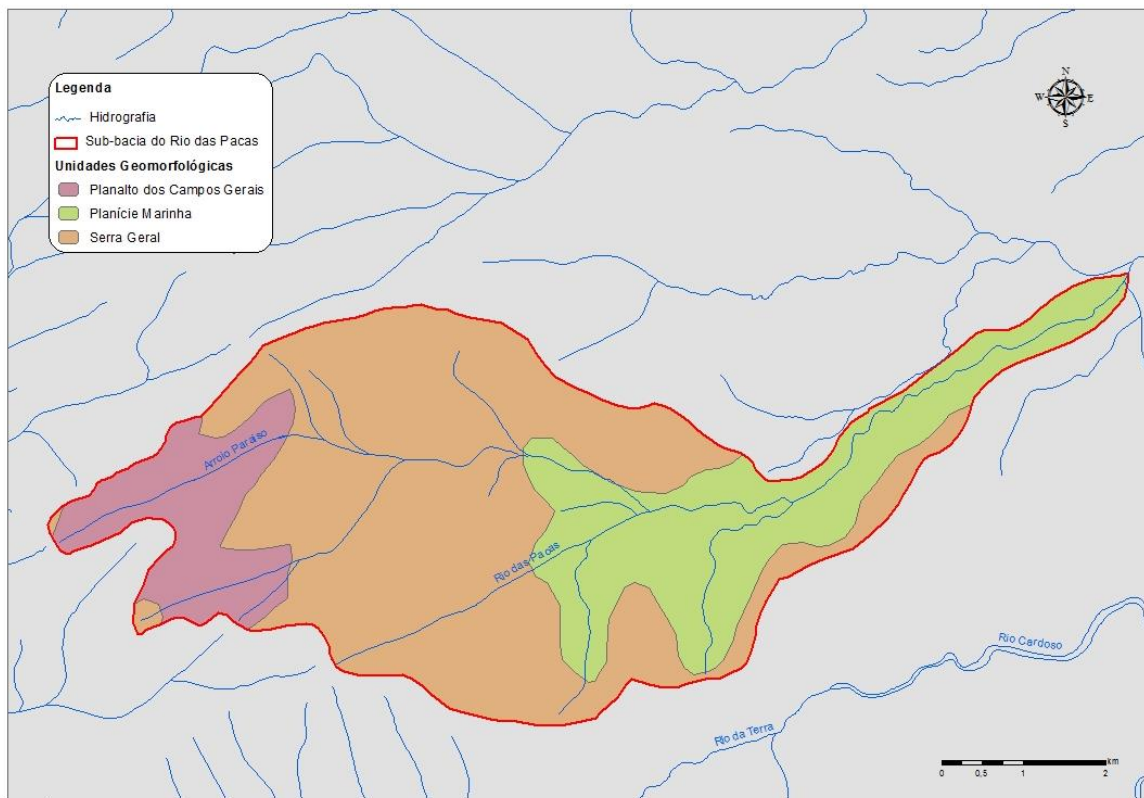 N
W
E
S
Legenda
Hidrografia
Sub-bacia do Rio das Pacas
Unidades Geomorfológicas
Planalto dos Campos Gerais
Planície Marinha
Serra Geral
Arroio Paraíso
Rio das Pacas
Rio Cardoso
Rio da Terra
km
0 0,5 1 2